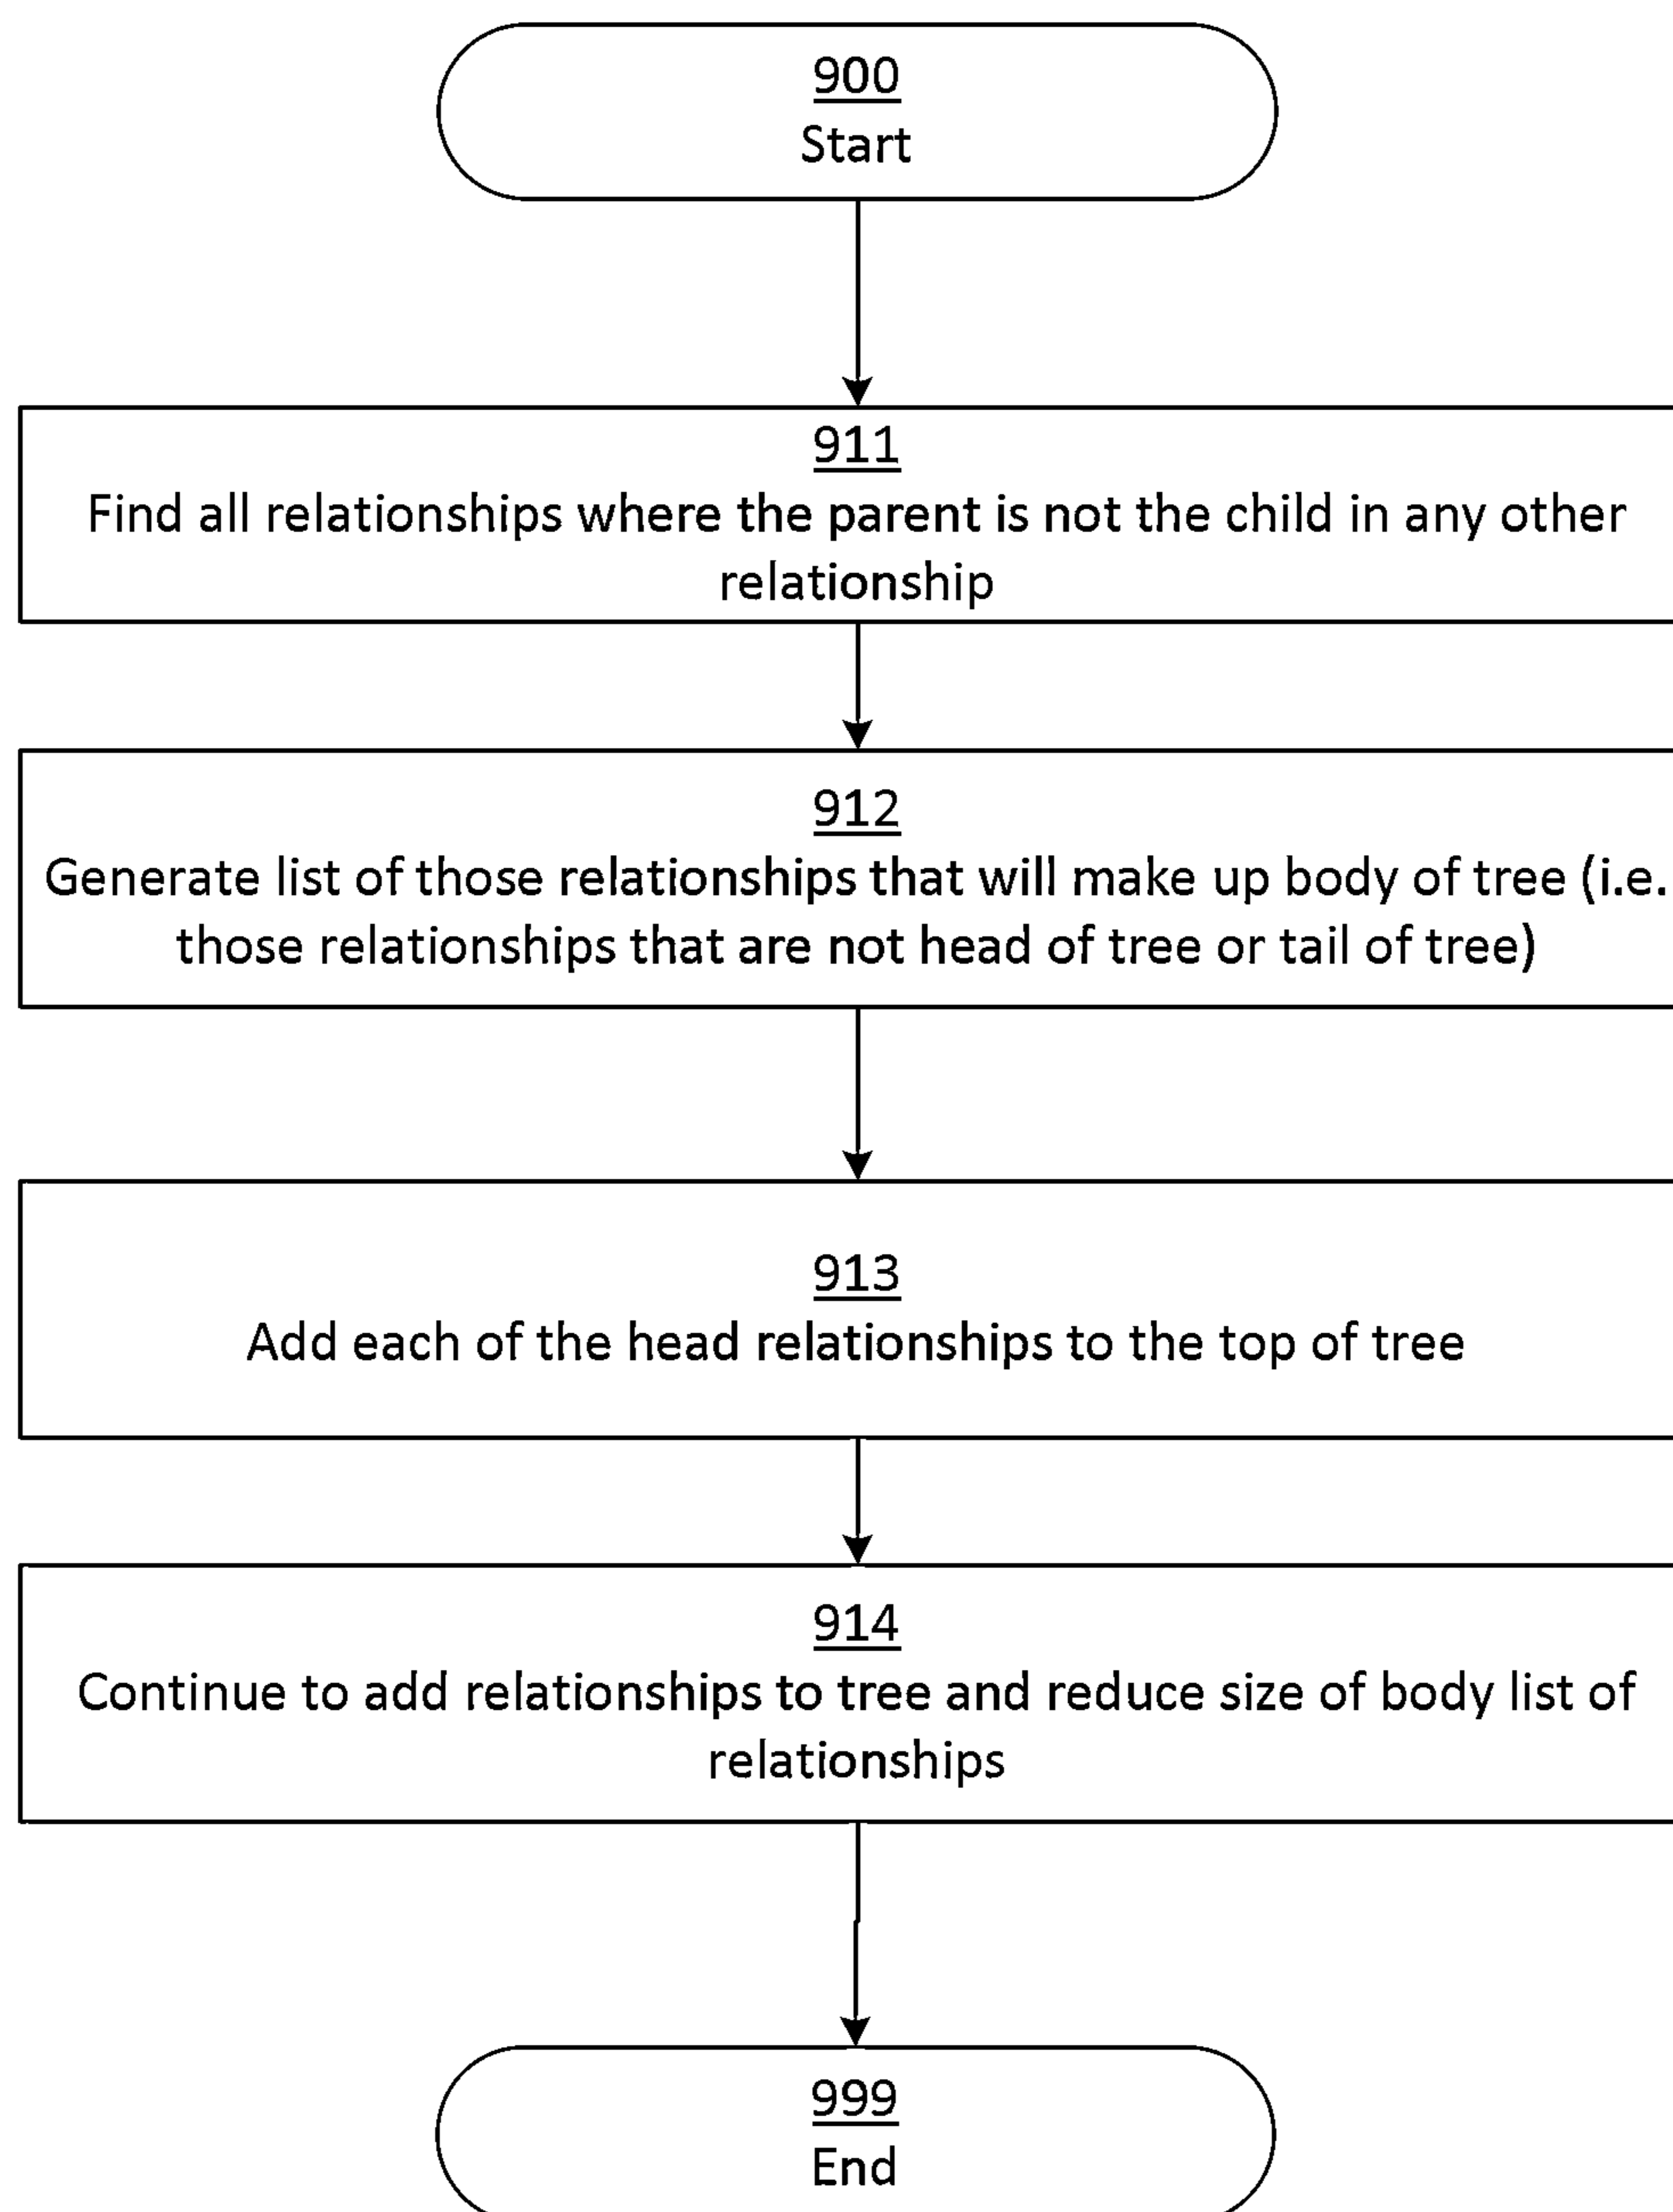 900
Start
911
Find all relationships where the parent is not the child in any other
relationship
912
Generate list of those relationships that will make up body of tree (i.e.
those relationships that are not head of tree or tail of tree)
913
Add each of the head relationships to the top of tree
914
Continue to add relationships to tree and reduce size of body list of
relationships
999
End